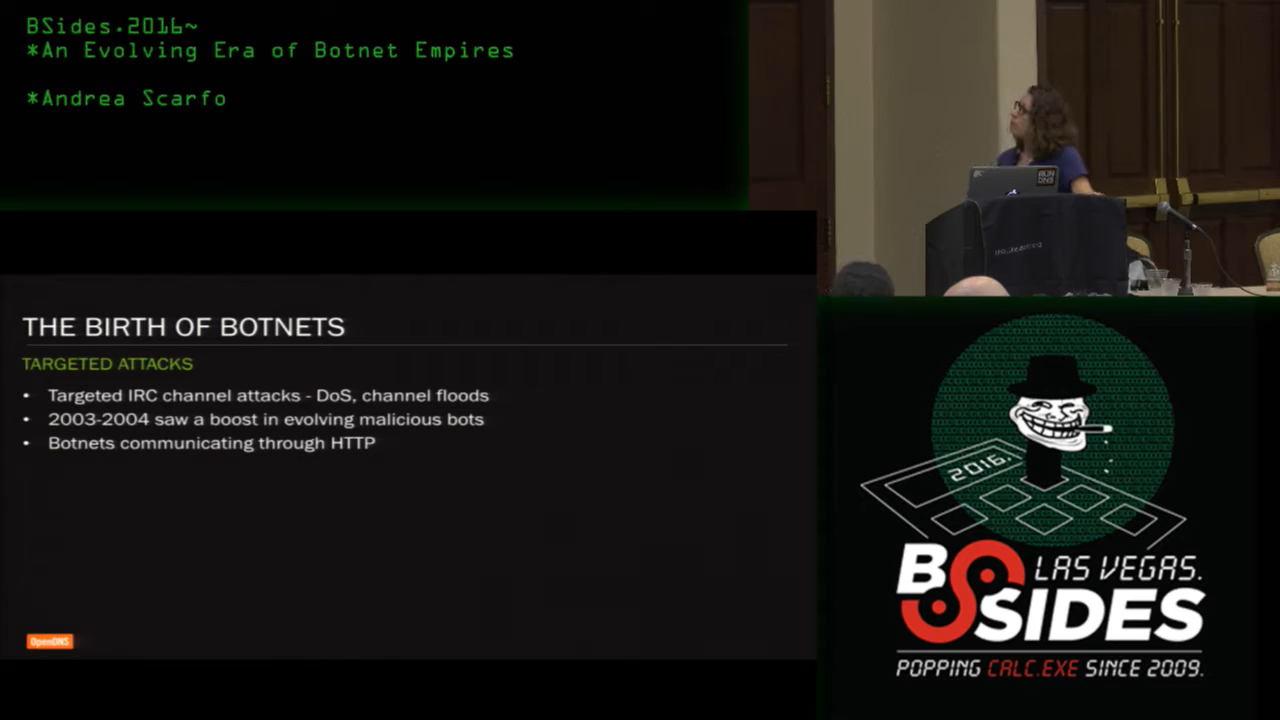 BSides.2016~
*An Evolving Era of Botnet Empires
*Andrea Scarfo
THE BIRTH OF BOTNETS
TARGETED ATTACKS
• Targeted IRC channel attacks - DoS, channel floods
• 2003-2004 saw a boost in evolving malicious bots
• Botnets communicating through HTTP
OpenDNS
RUN
DNS
2016.
BSIDES
LAS VEGAS.
POPPING CALC.EXE SINCE 2009.